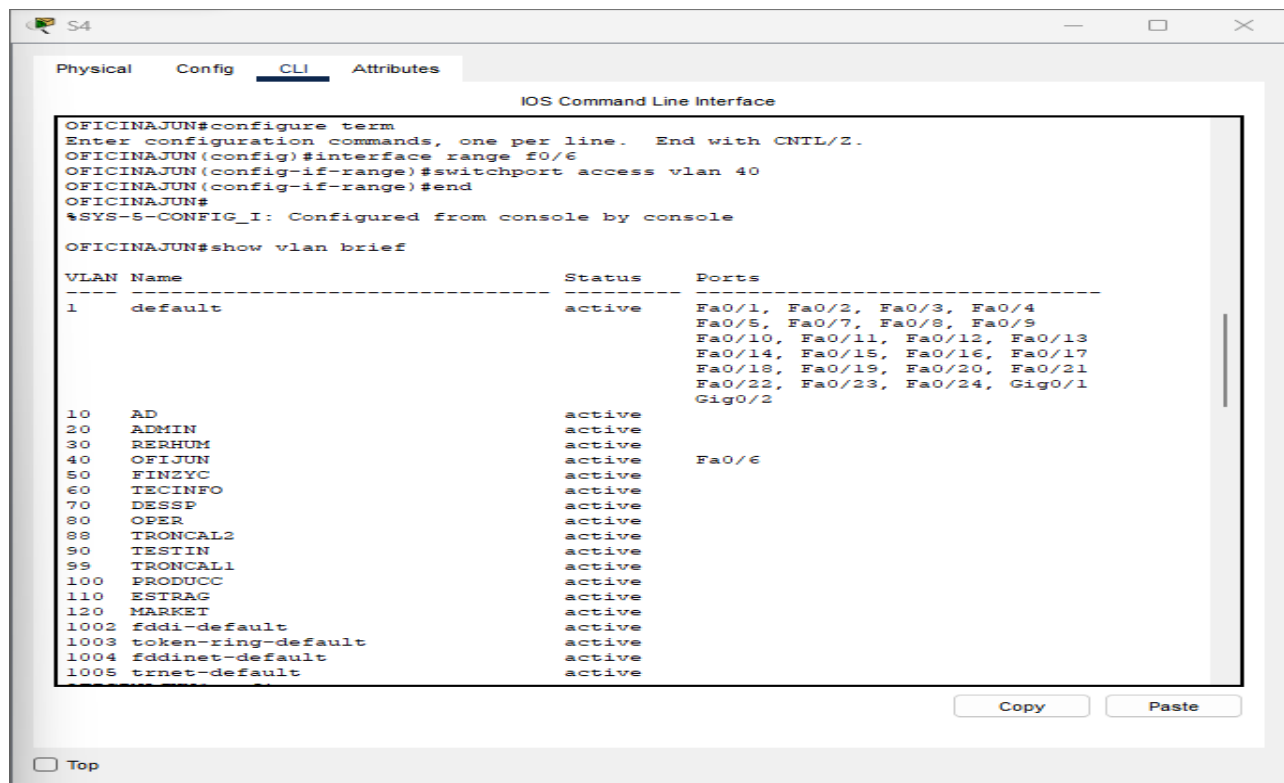 S4
Physical Config CLI Attributes
IOS Command Line Interface
OFICINAJUN#configure term
Enter configuration commands, one per line. End with CNTL/Z.
OFICINAJUN(config)#interface range f0/6
OFICINAJUN(config-if-range)#switchport access vlan 40
OFICINAJUN(config-if-range)#end
OFICINAJUN#
%SYS-5-CONFIG_I: Configured from console by console
OFICINAJUN#show vlan brief
VLAN Name Status Ports
---- -------------------------------- --------- -------------------------------
1 default active Fa0/1, Fa0/2, Fa0/3, Fa0/4
Fa0/5, Fa0/7, Fa0/8, Fa0/9
Fa0/10, Fa0/11, Fa0/12, Fa0/13
Fa0/14, Fa0/15, Fa0/16, Fa0/17
Fa0/18, Fa0/19, Fa0/20, Fa0/21
Fa0/22, Fa0/23, Fa0/24, Gig0/1
Gig0/2
10 AD active
20 ADMIN active
30 RERHUM active
40 OFIJUN active Fa0/6
50 FINZYC active
60 TECINFO active
70 DESSP active
80 OPER active
88 TRONCAL2 active
90 TESTIN active
99 TRONCAL1 active
100 PRODUCC active
110 ESTRAG active
120 MARKET active
1002 fddi-default active
1003 token-ring-default active
1004 fddinet-default active
1005 trnet-default active
Copy Paste
Top